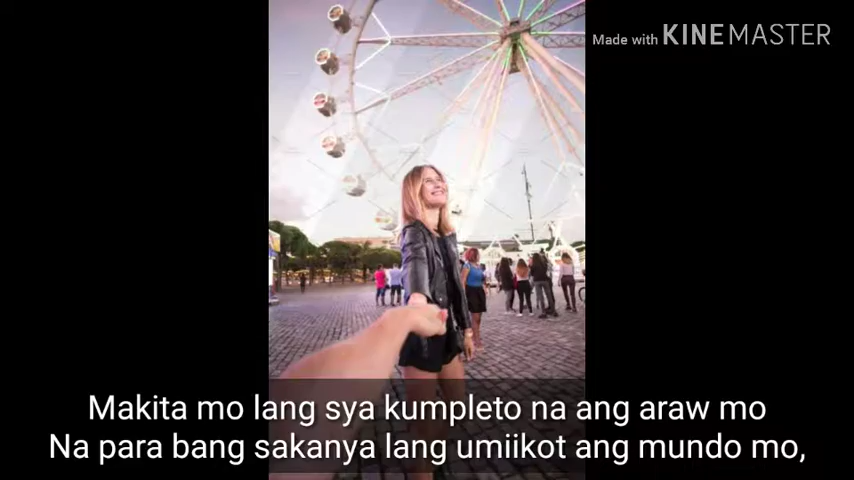 Made with KINEMASTER
Makita mo lang sya kumpleto na ang araw mo
Na para bang sakanya lang umiikot ang mundo mo,